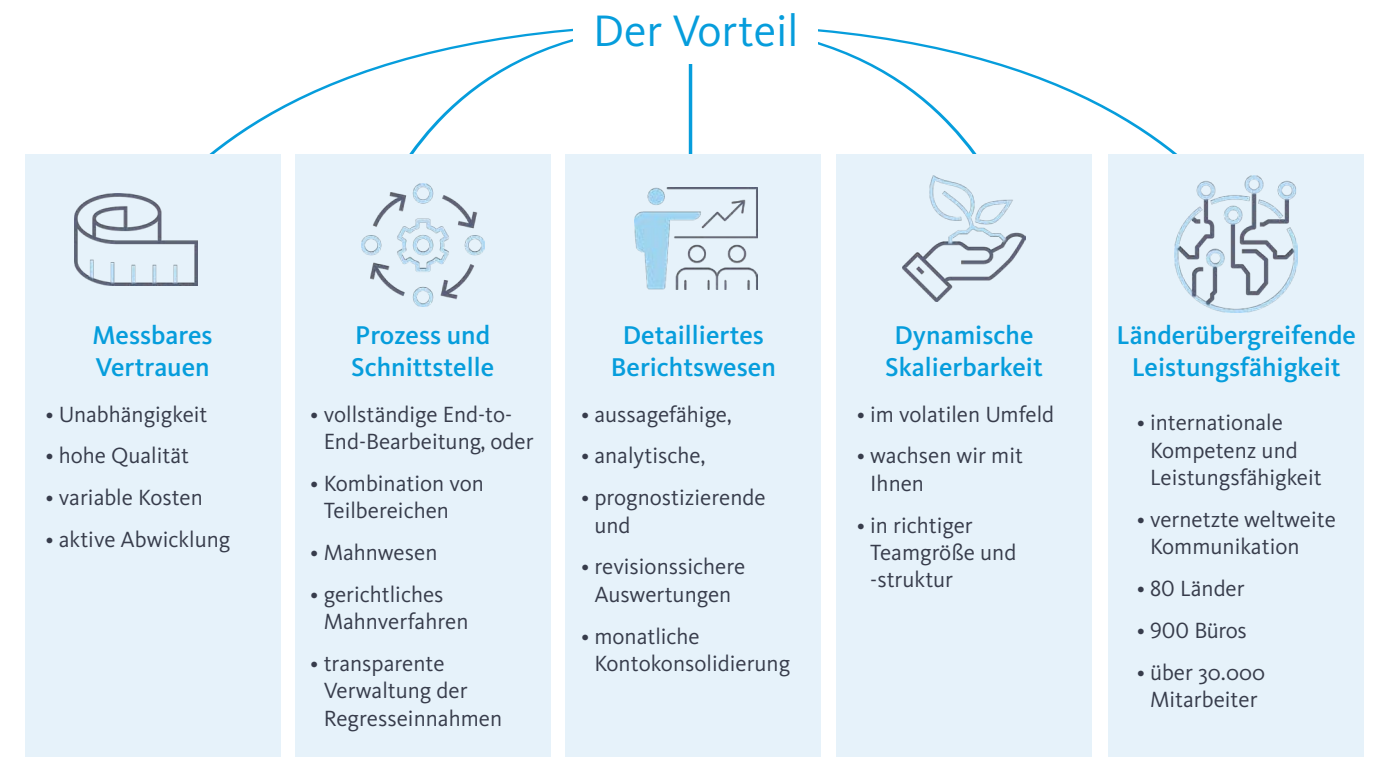 Der Vorteil
Messbares
Vertrauen
• Unabhängigkeit
• hohe Qualität
• variable Kosten
• aktive Abwicklung
Prozess und
Schnittstelle
• vollständige End-to-
End-Bearbeitung, oder
• Kombination von
Teilbereichen
• Mahnwesen
• gerichtliches
Mahnverfahren
• transparente
Verwaltung der
Regresseinnahmen
Detailliertes
Berichtswesen
• aussagefähige,
• analytische,
• prognostizierende
und
• revisionssichere
Auswertungen
• monatliche
Kontokonsolidierung
Dynamische
Skalierbarkeit
• im volatilen Umfeld
• wachsen wir mit
Ihnen
• in richtiger
Teamgröße und
-struktur
Länderübergreifende
Leistungsfähigkeit
• internationale
Kompetenz und
Leistungsfähigkeit
• vernetzte weltweite
Kommunikation
• 80 Länder
• 900 Büros
• über 30.000
Mitarbeiter